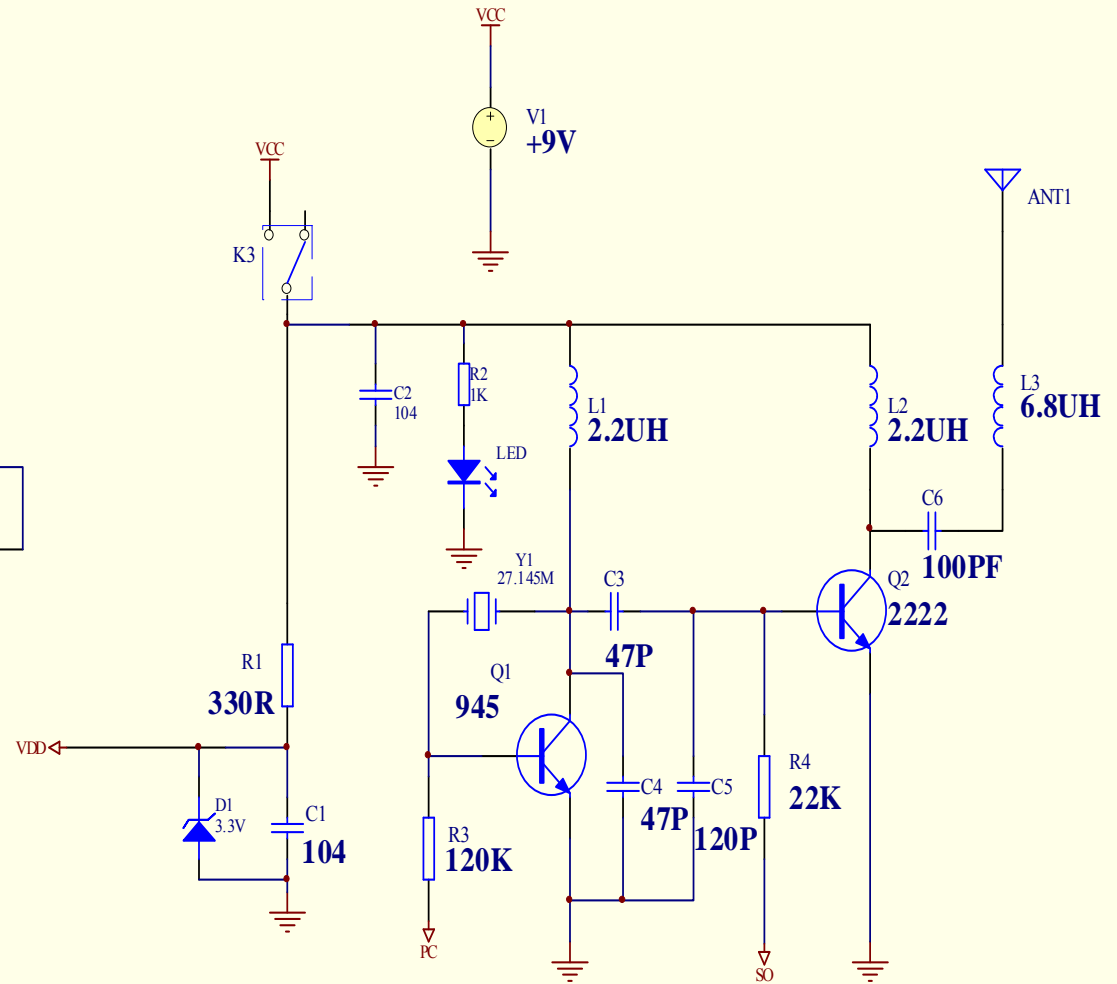 VCC
V1
+9V
VCC
K3
ANT1
R2
1K
C2
104
L1
2.2UH
L2
2.2UH
L3
6.8UH
LED
C6
100PF
Y1
27.145M
C3
47P
Q2
2222
R1
330R
Q1
945
VDD
D1
3.3V
C1
104
R3
120K
C4
47P
C5
120P
R4
22K
PC
SO